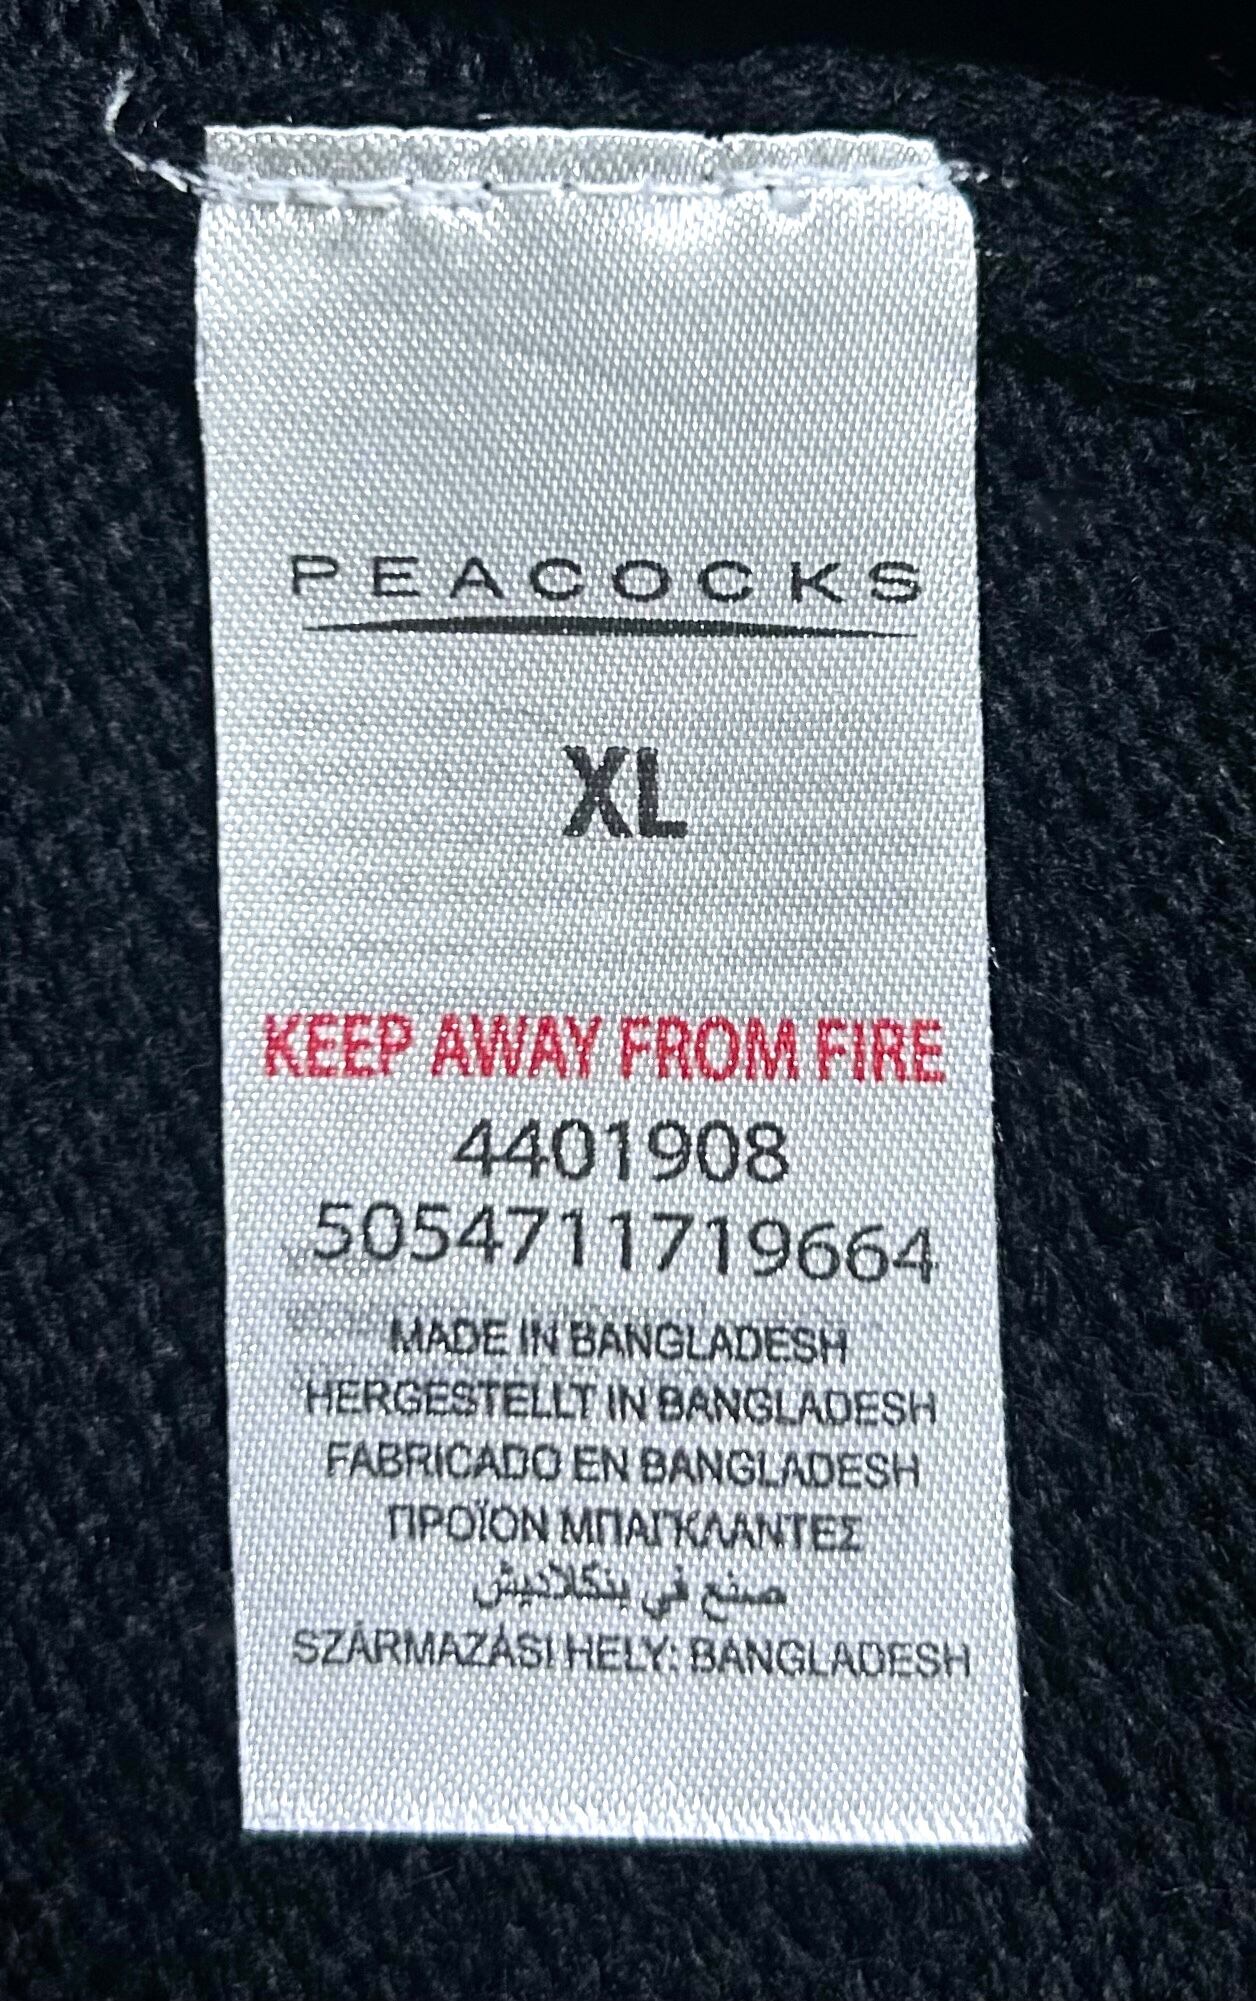 PEACOCKS
XL
KEEP AWAY FROM FIRE
4401908
5054711719664
MADE IN BANGLADESH
HERGESTELLT IN BANGLADESH
FABRICADO EN BANGLADESH
ΠΡΟΪΟΝ ΜΠΑΓΚΛΑΝΤΕΣ
صنع في بنكلاديش
SZÁRMAZÁSI HELY: BANGLADESH